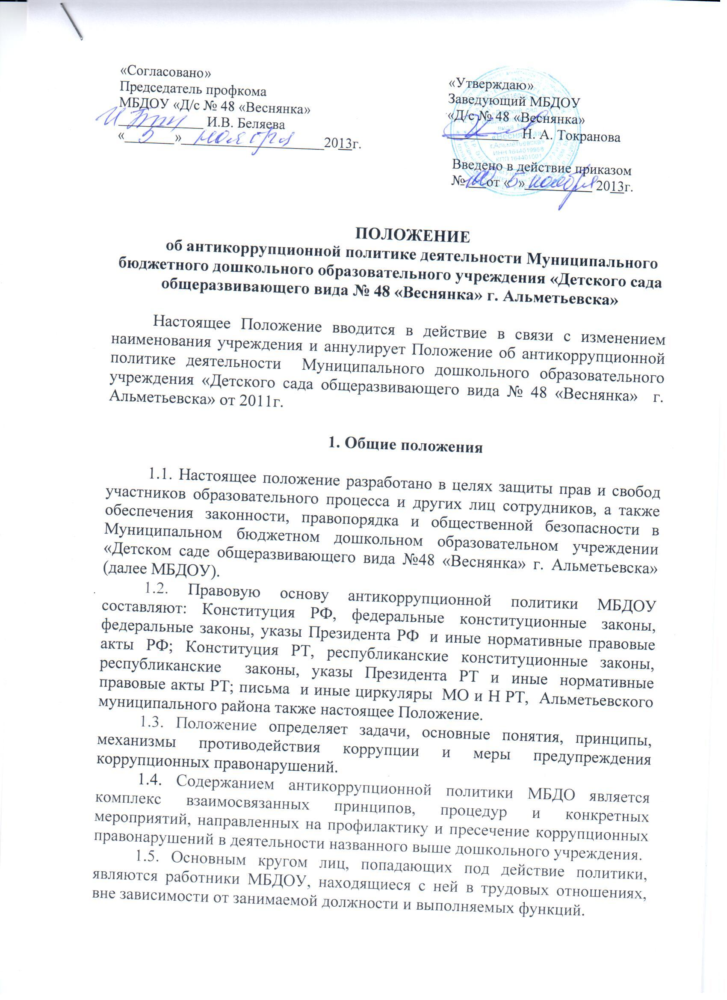 «Согласовано»
Председатель профкома
МБДОУ «Д/с № 48 «Веснянка»
____________ И.В. Беляева
«__5__»__ноября__2013г.
«Утверждаю»
Заведующий МБДОУ
«Д/с № 48 «Веснянка»
__________ Н. А. Токранова
Введено в действие приказом
№ 100 от « 5 » ноября 2013г.
«Детский сад
вида №
«Веснянка»
г.Альметьевска»
ИНН 1644019958
КПП 164401001
ПОЛОЖЕНИЕ
об антикоррупционной политике деятельности Муниципального
бюджетного дошкольного образовательного учреждения «Детского сада
общеразвивающего вида № 48 «Веснянка» г. Альметьевска»
Настоящее Положение вводится в действие в связи с изменением
наименования учреждения и аннулирует Положение об антикоррупционной
политике деятельности Муниципального дошкольного образовательного
учреждения «Детского сада общеразвивающего вида № 48 «Веснянка» г.
Альметьевска» от 2011г.
1. Общие положения
1.1. Настоящее положение разработано в целях защиты прав и свобод
участников образовательного процесса и других лиц сотрудников, а также
обеспечения законности, правопорядка и общественной безопасности в
Муниципальном бюджетном дошкольном образовательном учреждении
«Детском саде общеразвивающего вида №48 «Веснянка» г. Альметьевска»
(далее МБДОУ).
1.2. Правовую основу антикоррупционной политики МБДОУ
составляют: Конституция РФ, федеральные конституционные законы,
федеральные законы, указы Президента РФ и иные нормативные правовые
акты РФ; Конституция РТ, республиканские конституционные законы,
республиканские законы, указы Президента РТ и иные нормативные
правовые акты РТ; письма и иные циркуляры МО и Н РТ, Альметьевского
муниципального района также настоящее Положение.
1.3. Положение определяет задачи, основные понятия, принципы,
механизмы противодействия коррупции и меры предупреждения
коррупционных правонарушений.
1.4. Содержанием антикоррупционной политики МБДО является
комплекс взаимосвязанных принципов, процедур и конкретных
мероприятий, направленных на профилактику и пресечение коррупционных
правонарушений в деятельности названного выше дошкольного учреждения.
1.5. Основным кругом лиц, попадающих под действие политики,
являются работники МБДОУ, находящиеся с ней в трудовых отношениях,
вне зависимости от занимаемой должности и выполняемых функций.